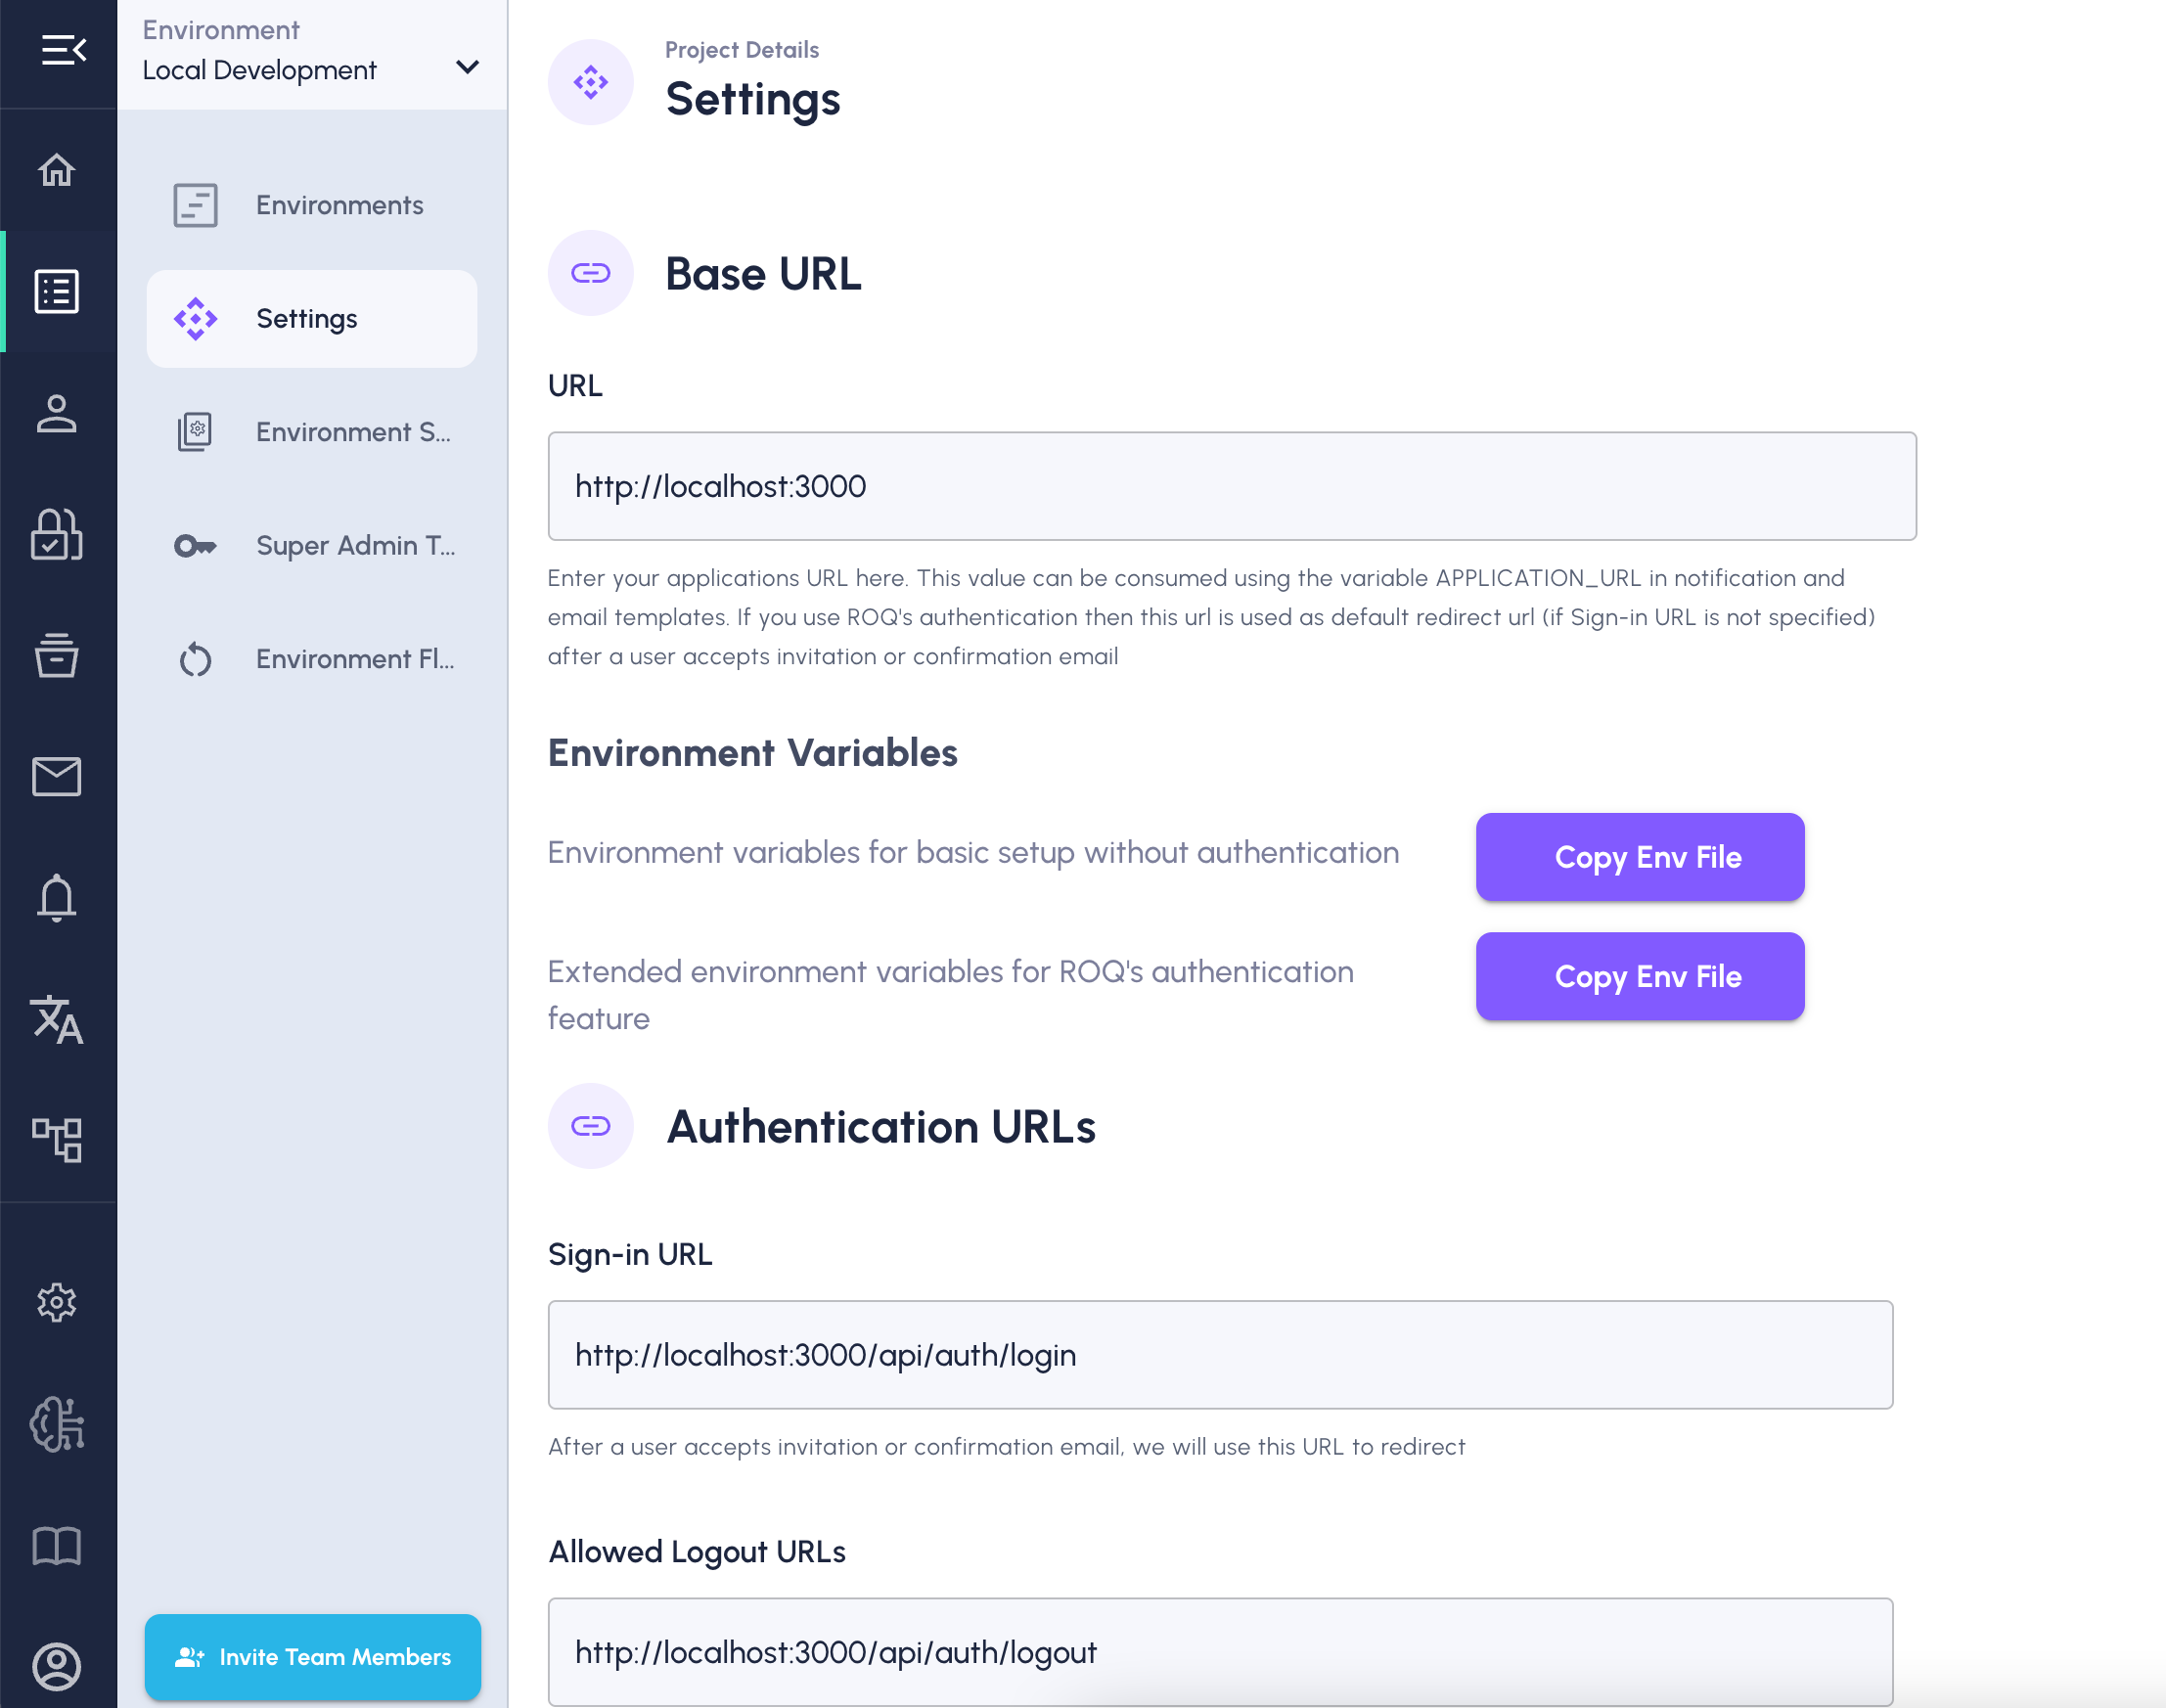 Environment
Local Development
Environments
Settings
Environment S...
Super Admin T...
Environment Fl...
Invite Team Members
Project Details
Settings
Base URL
URL
http://localhost:3000
Enter your applications URL here. This value can be consumed using the variable APPLICATION_URL in notification and
email templates. If you use ROQ's authentication then this url is used as default redirect url (if Sign-in URL is not specified)
after a user accepts invitation or confirmation email
Environment Variables
Environment variables for basic setup without authentication
Copy Env File
Extended environment variables for ROQ's authentication
feature
Copy Env File
Authentication URLs
Sign-in URL
http://localhost:3000/api/auth/login
After a user accepts invitation or confirmation email, we will use this URL to redirect
Allowed Logout URLs
http://localhost:3000/api/auth/logout